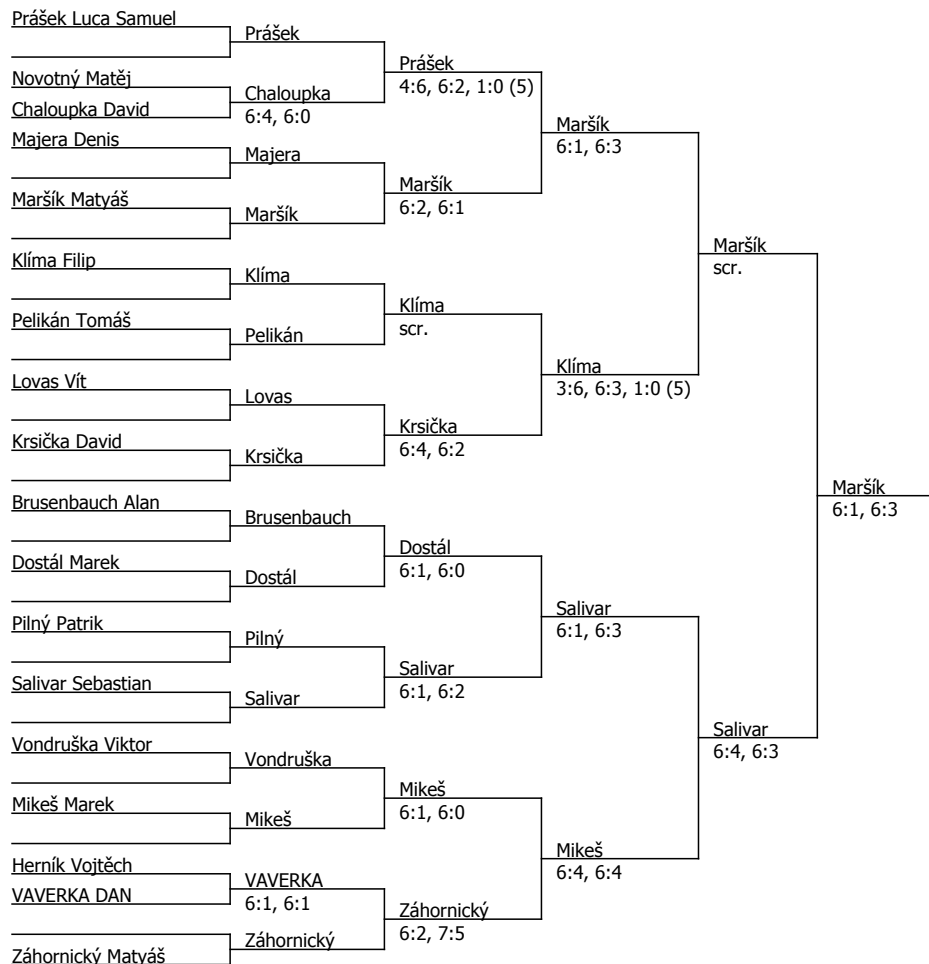 Prášek Luca Samuel
Novotný Matěj
Chaloupka David
Majera Denis
Maršík Matyáš
Klíma Filip
Pelikán Tomáš
Lovas Vít
Krsička David
Brusenbauch Alan
Dostál Marek
Pilný Patrik
Salivar Sebastian
Vondruška Viktor
Mikeš Marek
Herník Vojtěch
VAVERKA DAN
Záhornický Matyáš
Prášek
Chaloupka
6:4, 6:0
Majera
Maršík
Klíma
Pelikán
Lovas
Krsička
Brusenbauch
Dostál
Pilný
Salivar
Vondruška
Mikeš
VAVERKA
6:1, 6:1
Záhornický
Prášek
4:6, 6:2, 1:0 (5)
Maršík
6:2, 6:1
Klíma
scr.
Krsička
6:4, 6:2
Dostál
6:1, 6:0
Salivar
6:1, 6:2
Mikeš
6:1, 6:0
Záhornický
6:2, 7:5
Maršík
6:1, 6:3
Klíma
3:6, 6:3, 1:0 (5)
Salivar
6:1, 6:3
Mikeš
6:4, 6:4
Maršík
scr.
Salivar
6:4, 6:3
Maršík
6:1, 6:3